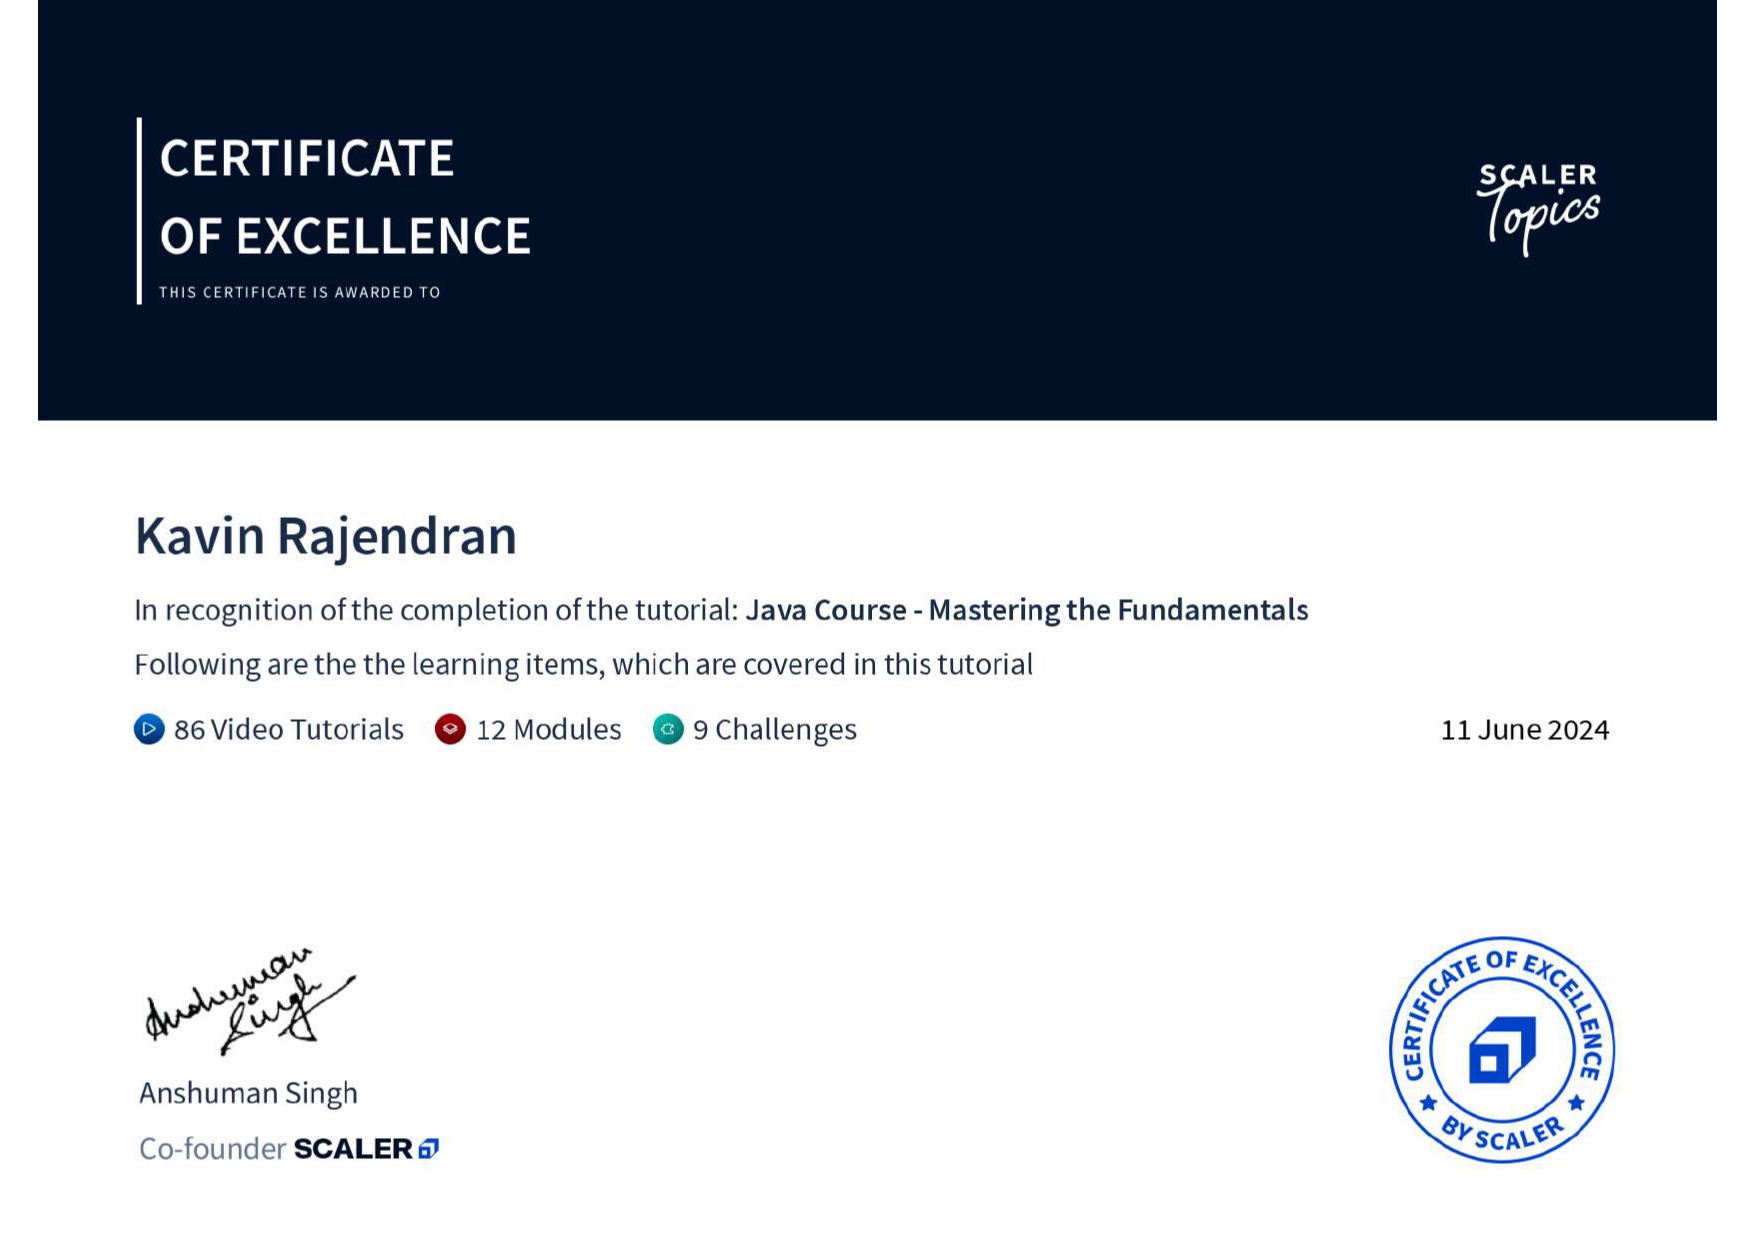 CERTIFICATE
OF EXCELLENCE
THIS CERTIFICATE IS AWARDED TO
SCALER
Topics
Kavin Rajendran
In recognition of the completion of the tutorial: Java Course - Mastering the Fundamentals
Following are the the learning items, which are covered in this tutorial
86 Video Tutorials 12 Modules 9 Challenges 11 June 2024
Anshuman
Singh
Anshuman Singh
Co-founder SCALER
CERTIFICATE OF EXCELLENCE
BY SCALER